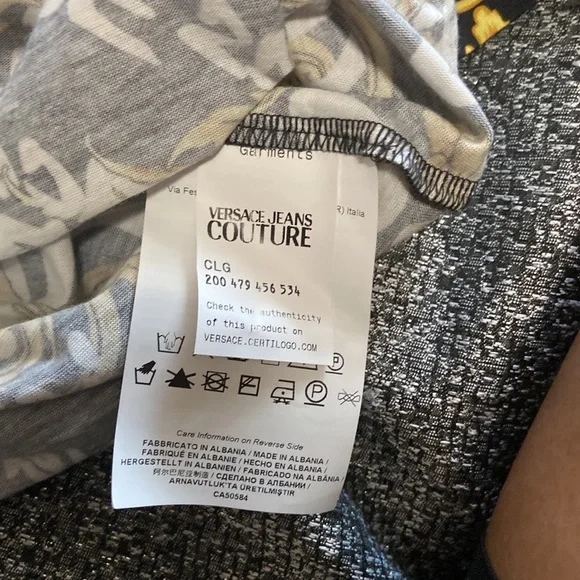 Garments
Via Fes
R) Italia
VERSACE JEANS
COUTURE
CLG
200 479 456 534
Check the authenticity
of this product on
VERSACE.CERTILOGO.COM
P
Care Information on Reverse Side
FABBRICATO IN ALBANIA / MADE IN ALBANIA /
FABRIQUÉ EN ALBANIE / HECHO EN ALBANIA /
HERGESTELLT IN ALBANIEN / FABRICADO NA ALBÂNIA /
阿尔巴尼亚制造 / СДЕЛАНО В АЛБАНИИ /
ARNAVUTLUK'TA ÜRETILMIŞTIR
CA50584